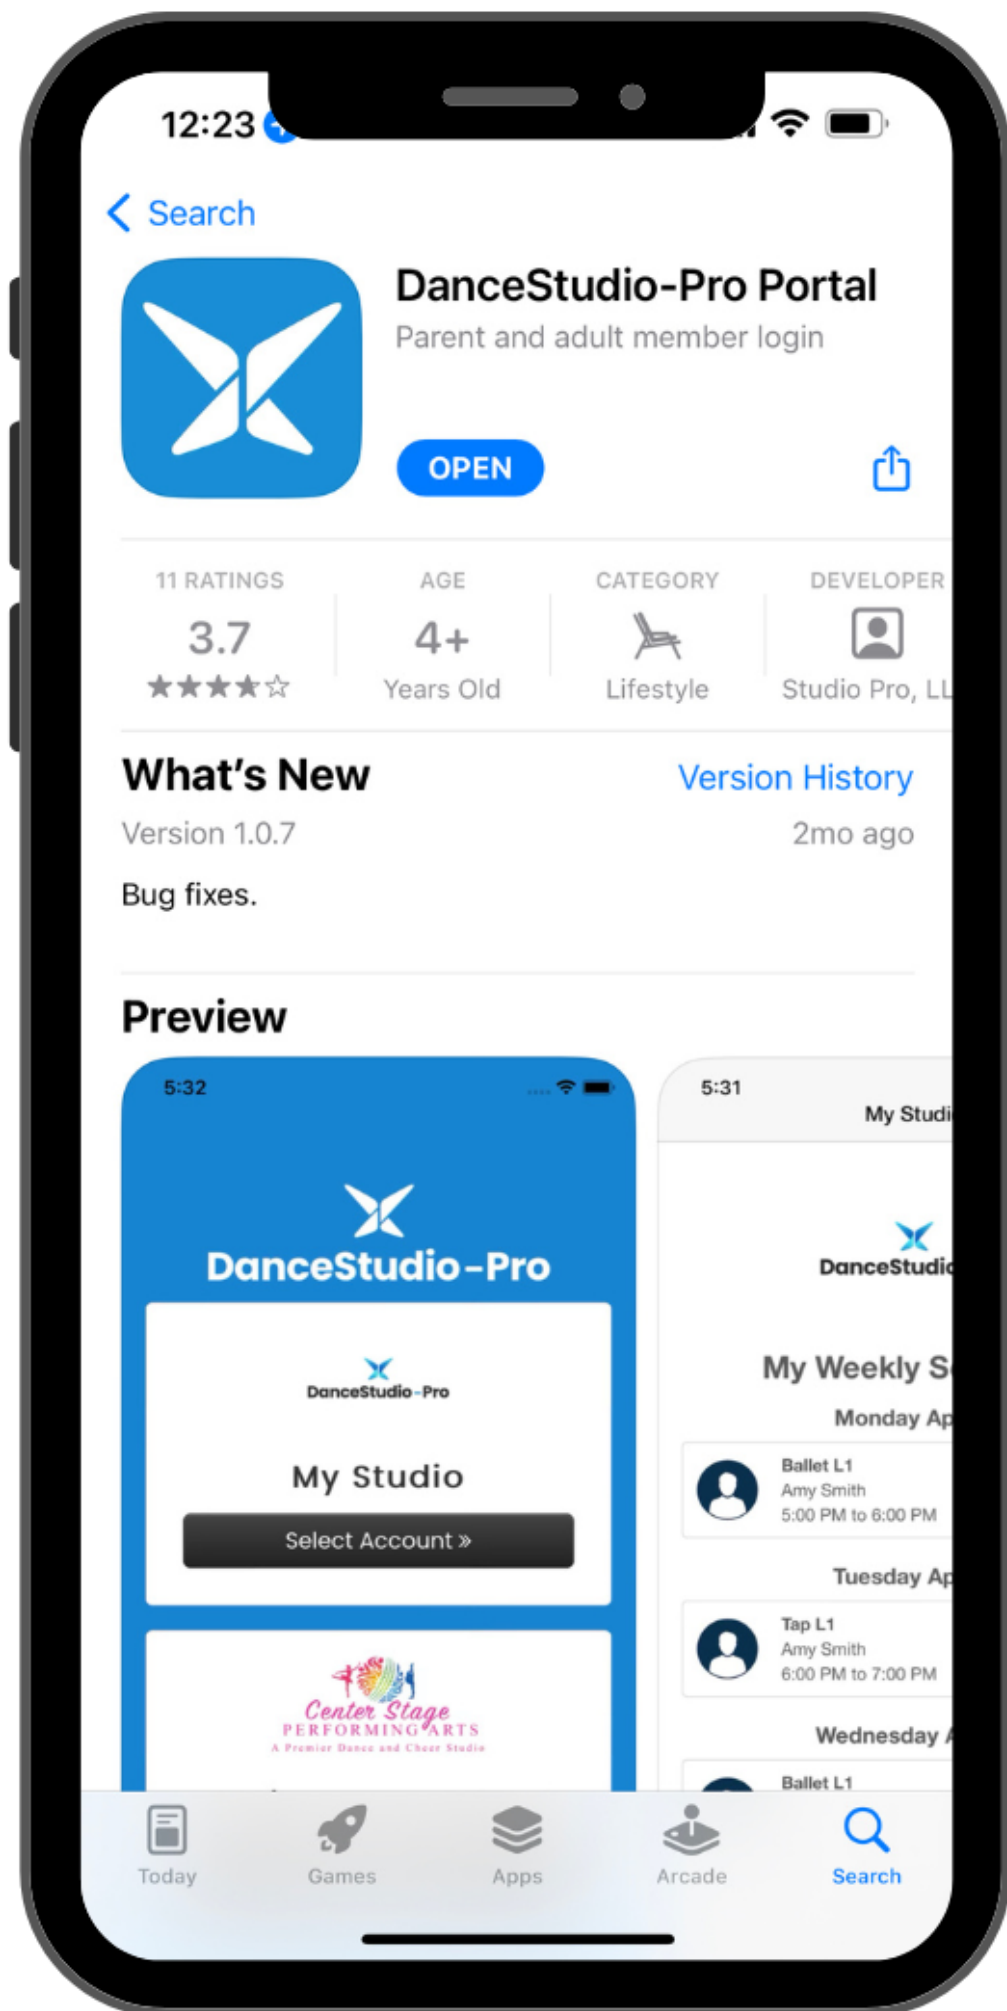 12:23
Search
DanceStudio-Pro Portal
Parent and adult member login
OPEN
11 RATINGS
AGE
CATEGORY
DEVELOPER
3.7
4+
Years Old
Lifestyle
Studio Pro, LL
What's New
Version History
Version 1.0.7
2mo ago
Bug fixes.
Preview
5:32
DanceStudio-Pro
DanceStudio-Pro
My Studio
Select Account »
Center Stage
PERFORMING ARTS
A Premier Dance and Cheer Studio
5:31
My Studi
DanceStudio
My Weekly S
Monday Ap
Ballet L1
Amy Smith
5:00 PM to 6:00 PM
Tuesday Ap
Tap L1
Amy Smith
6:00 PM to 7:00 PM
Wednesday A
Ballet L1
Today
Games
Apps
Arcade
Search